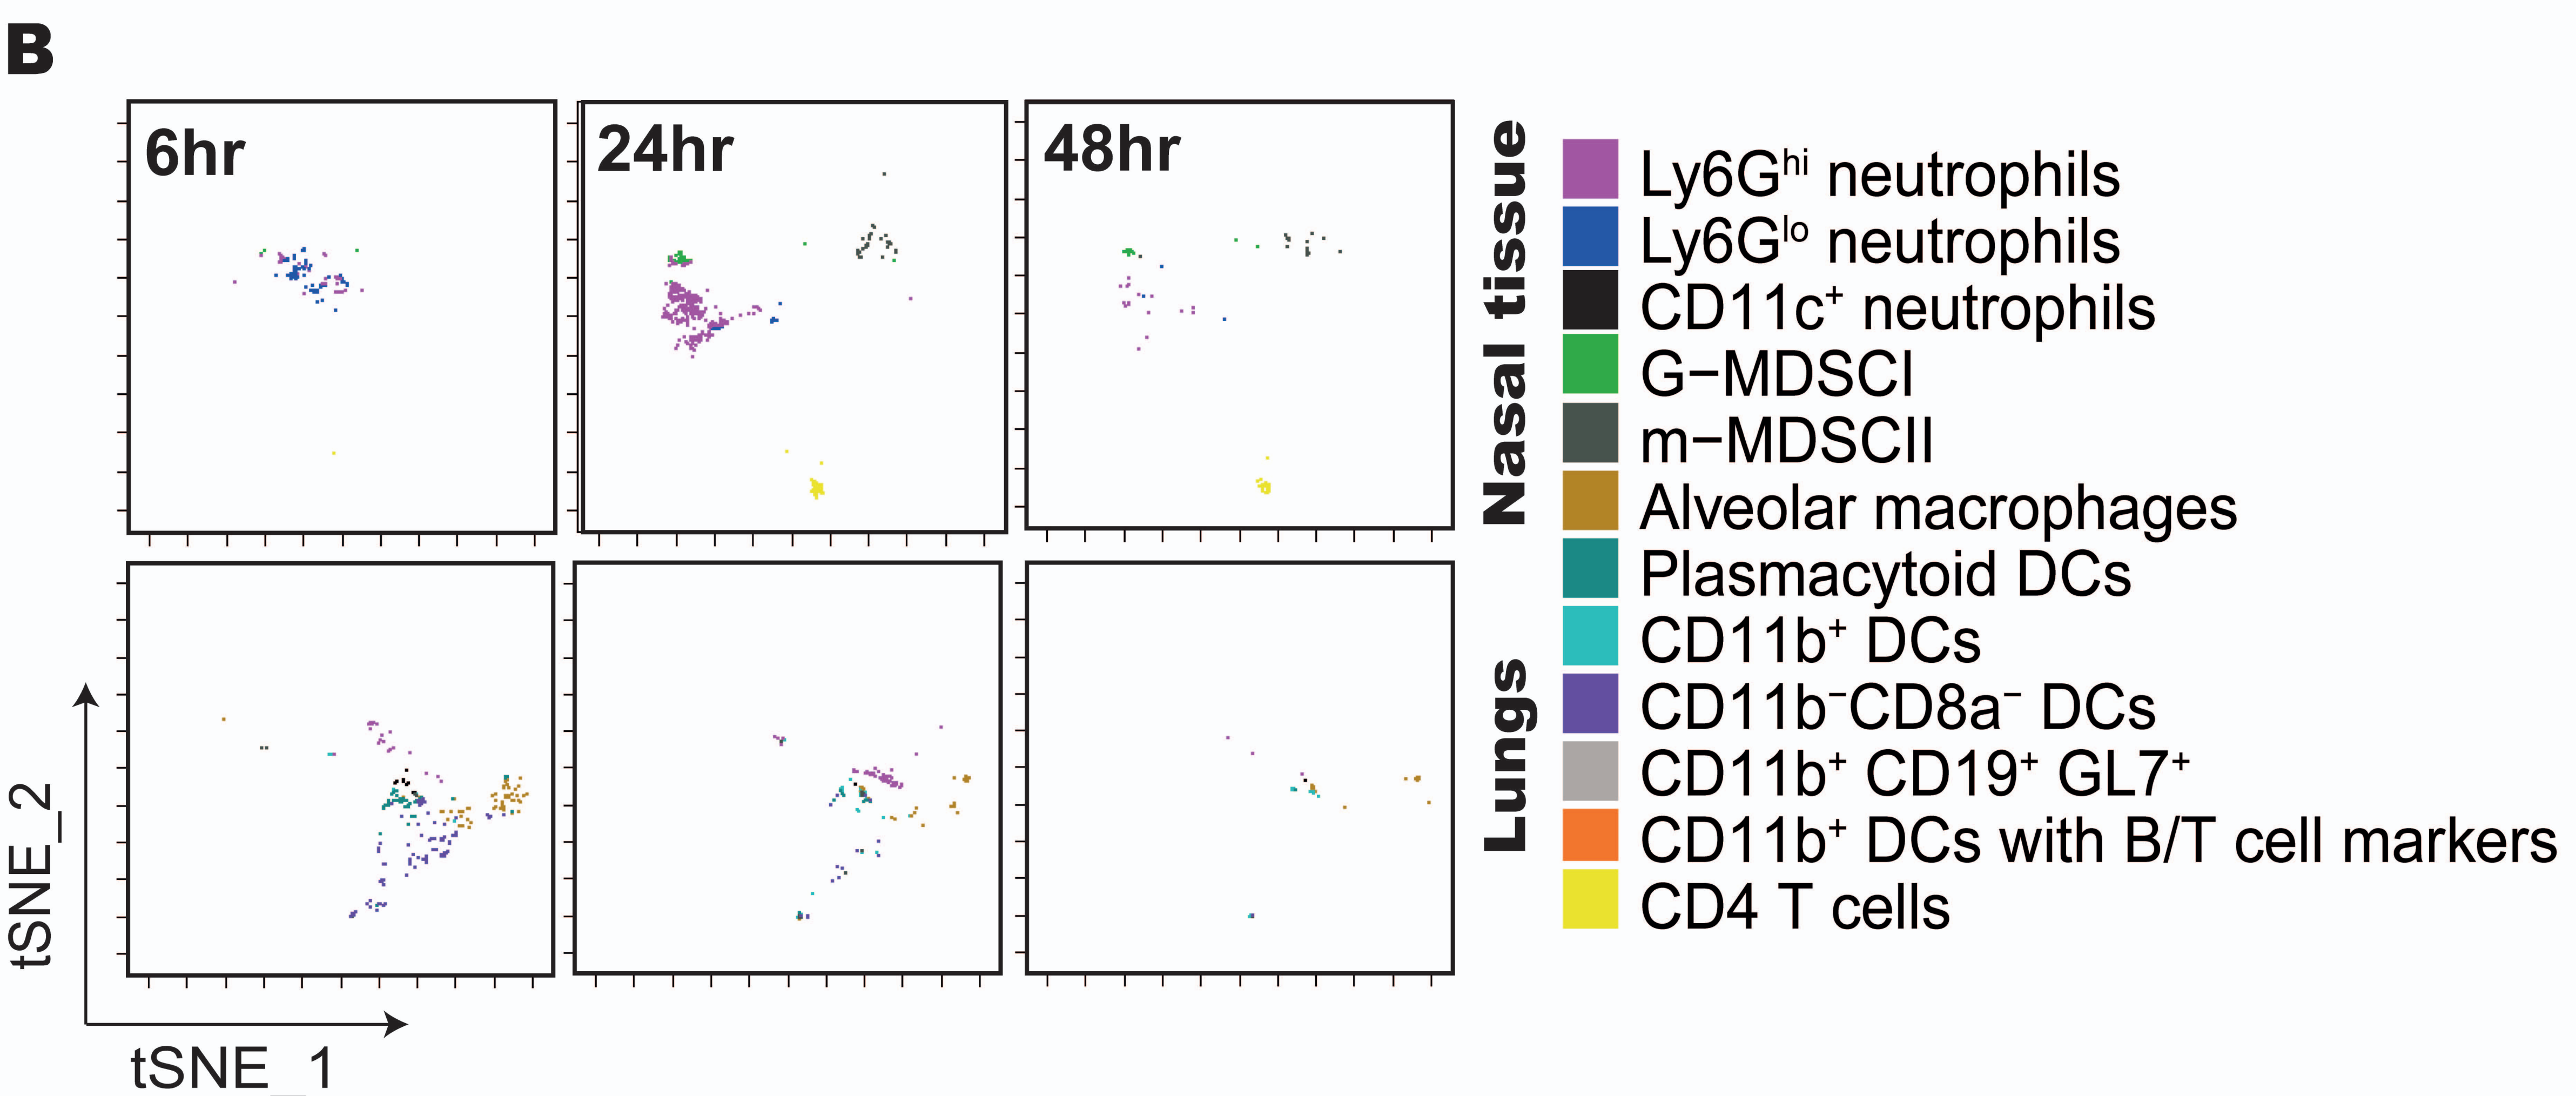 B
6hr
24hr
48hr
Nasal tissue
Lungs
Ly6Gʰⁱ neutrophils
Ly6Gˡᵒ neutrophils
CD11c⁺ neutrophils
G−MDSCI
m−MDSCII
Alveolar macrophages
Plasmacytoid DCs
CD11b⁺ DCs
CD11b⁻CD8a⁻ DCs
CD11b⁺ CD19⁺ GL7⁺
CD11b⁺ DCs with B/T cell markers
CD4 T cells
tSNE_2
tSNE_1